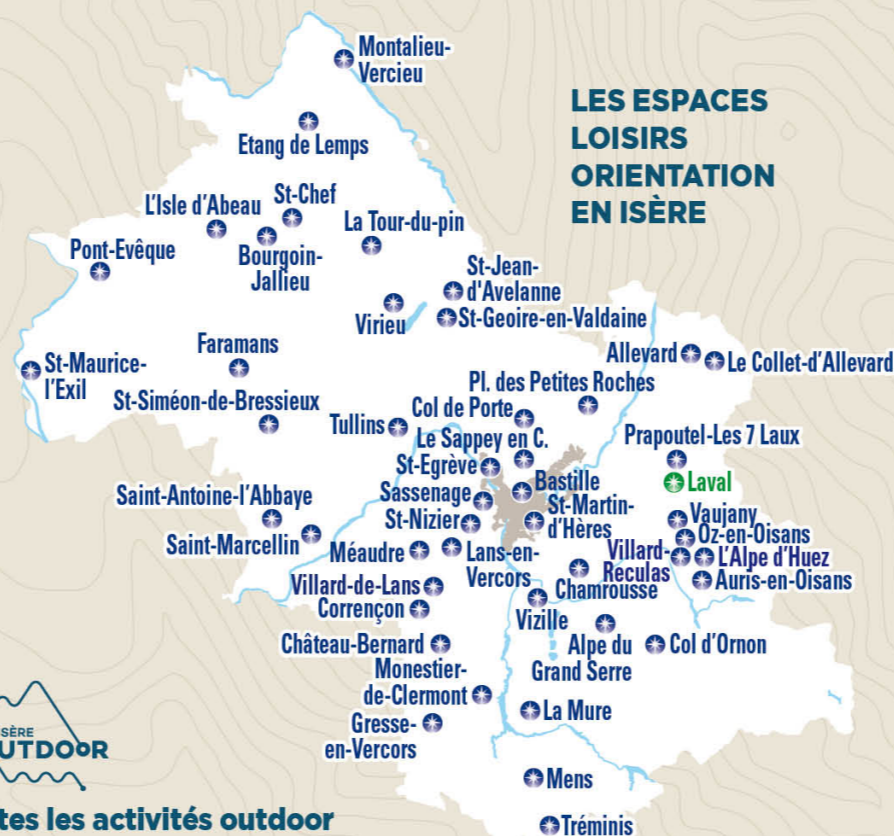 Montalieu-
Vercieu
LES ESPACES
LOISIRS
ORIENTATION
EN ISÈRE
Etang de Lemps
L'Isle d'Abeau
St-Chef
La Tour-du-pin
Pont-Evêque
Bourgoin-
Jallieu
St-Jean-
d'Avelanne
Virieu
St-Geoire-en-Valdaine
Faramans
Allevard
Le Collet-d'Allevard
St-Maurice-
l'Exil
Pl. des Petites Roches
St-Siméon-de-Bressieux
Tullins
Col de Porte
Le Sappey en C.
Prapoutel-Les 7 Laux
St-Egrève
Bastille
Laval
Sassenage
St-Martin-
d'Hères
Saint-Antoine-l'Abbaye
St-Nizier
Vaujany
Oz-en-Oisans
Saint-Marcellin
Méaudre
Lans-en-
Vercors
Villard-
Reculas
L'Alpe d'Huez
Chamrousse
Auris-en-Oisans
Villard-de-Lans
Corrençon
Vizille
Château-Bernard
Alpe du
Grand Serre
Col d'Ornon
Monestier-
de-Clermont
La Mure
Gresse-
en-Vercors
SÈRE
UTDOOR
Mens
tes les activités outdoor
Tréminis